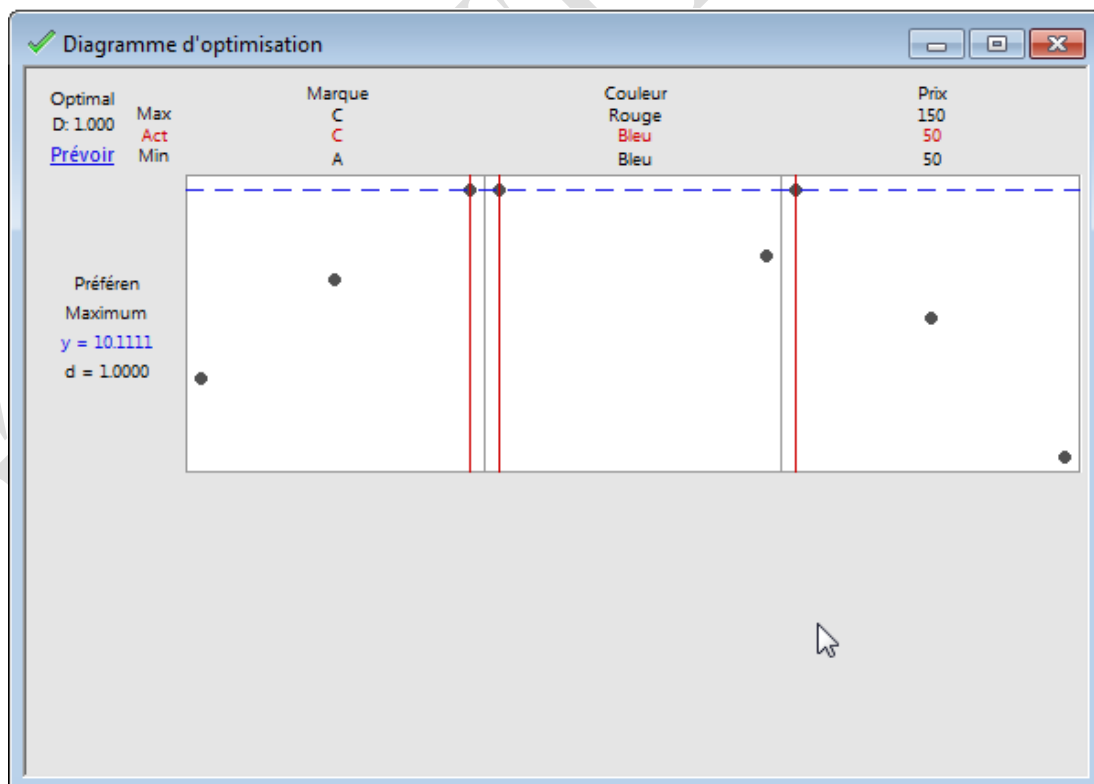 Diagramme d'optimisation
Optimal
D: 1.000
Prévoir
Max
Act
Min
Marque
C
C
A
Couleur
Rouge
Bleu
Bleu
Prix
150
50
50
Préféren
Maximum
y = 10.1111
d = 1.0000